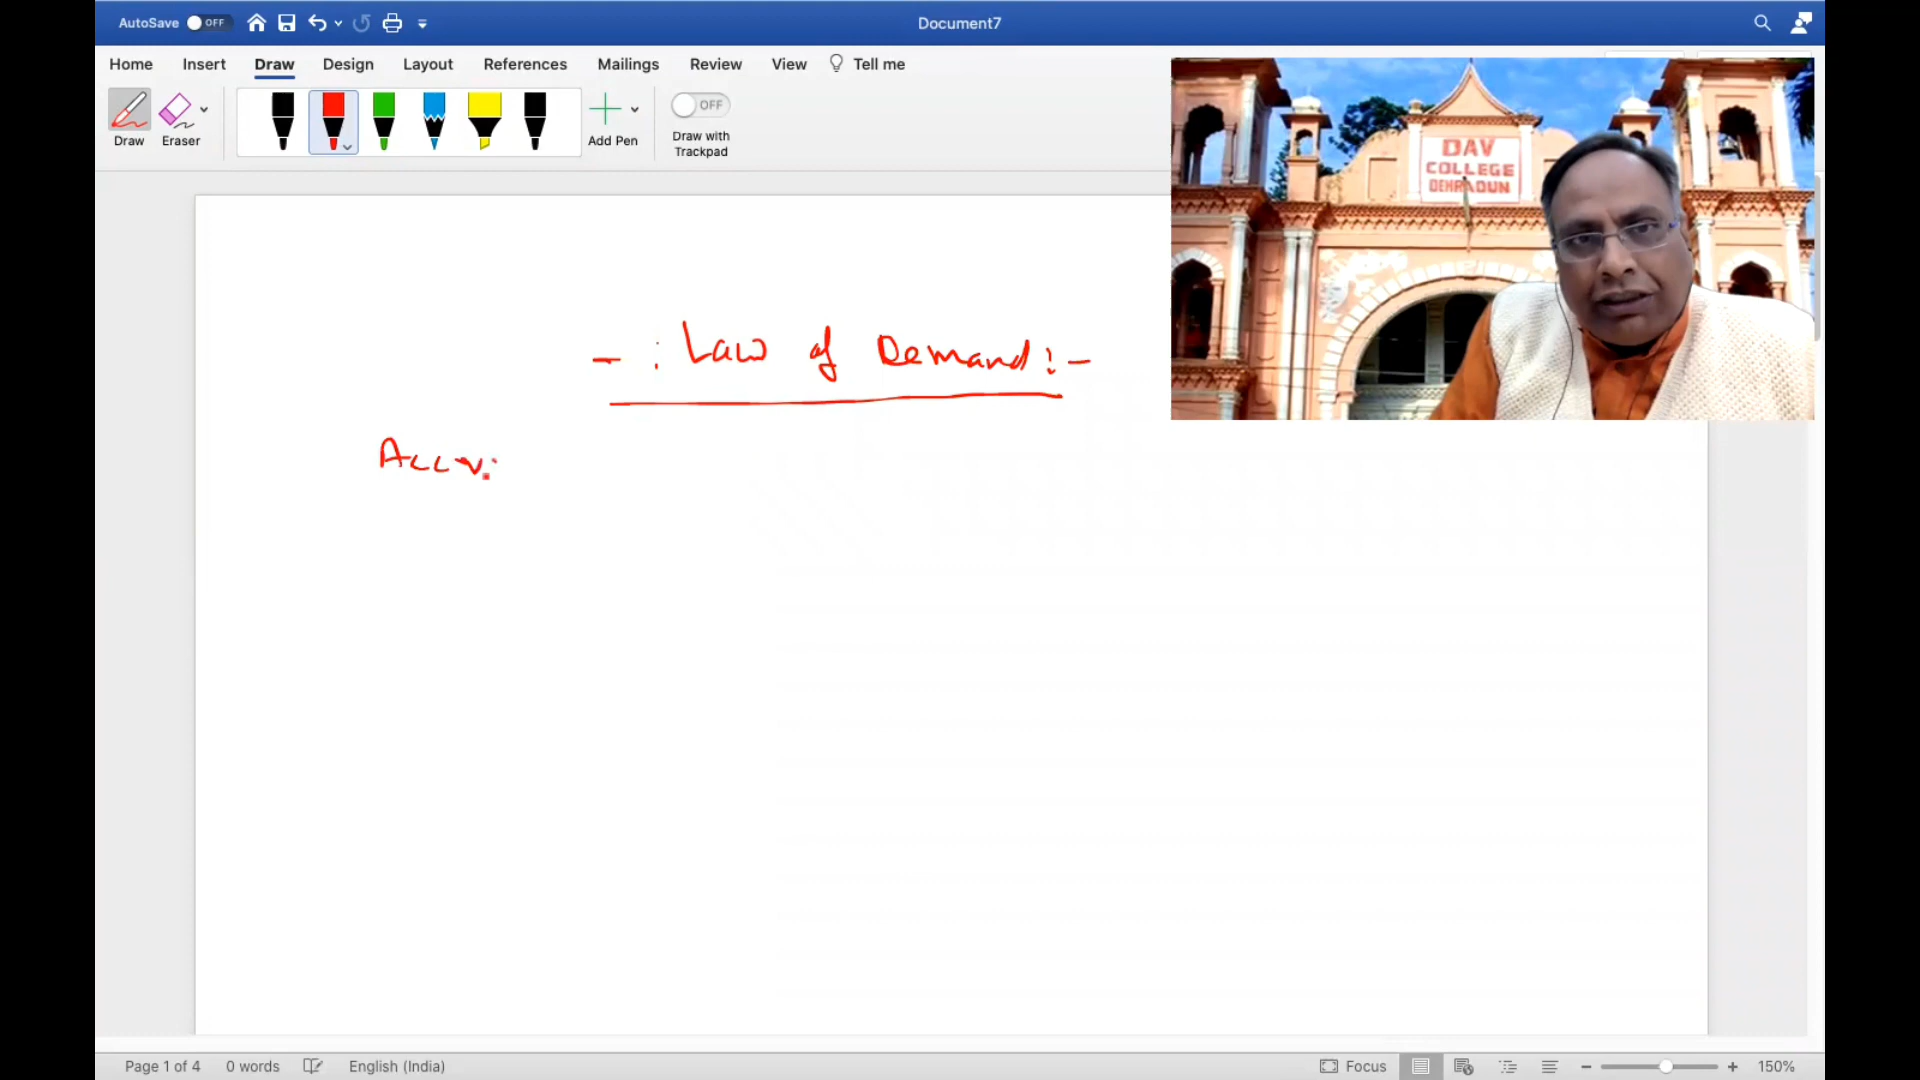 AutoSave OFF Document7
Home Insert Draw Design Layout References Mailings Review View Tell me
Draw Eraser Add Pen OFF Draw with Trackpad
DAV
COLLEGE
DEHRADUN
- : Law of Demand : -
Page 1 of 4 0 words English (India) Focus 150%